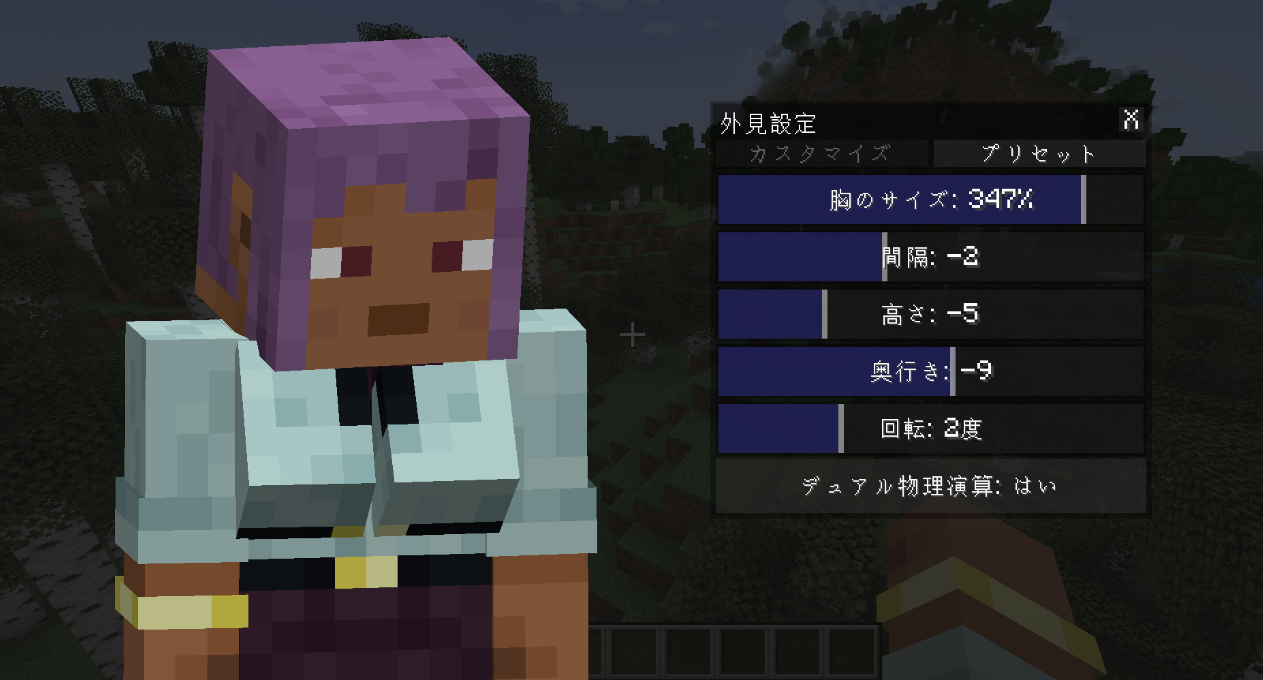 外見設定 X
カスタマイズ プリセット
胸のサイズ: 347%
間隔: -2
高さ: -5
奥行き: -9
回転: 2度
デュアル物理演算: はい